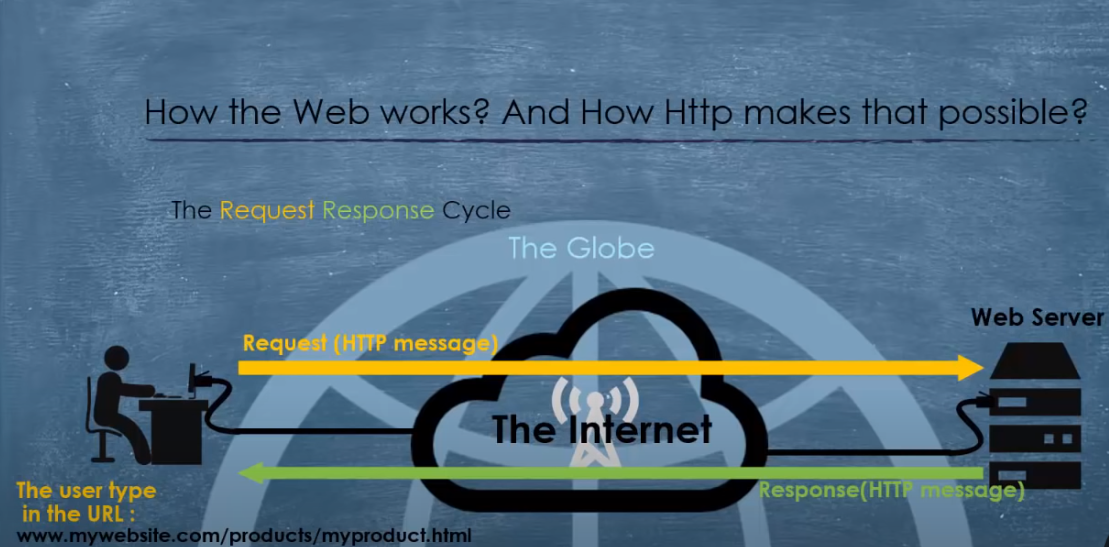 How the Web works? And How Http makes that possible?
The Request Response Cycle
The Globe
Web Server
Request (HTTP message)
The Internet
Response(HTTP message)
The user type
in the URL :
www.mywebsite.com/products/myproduct.html